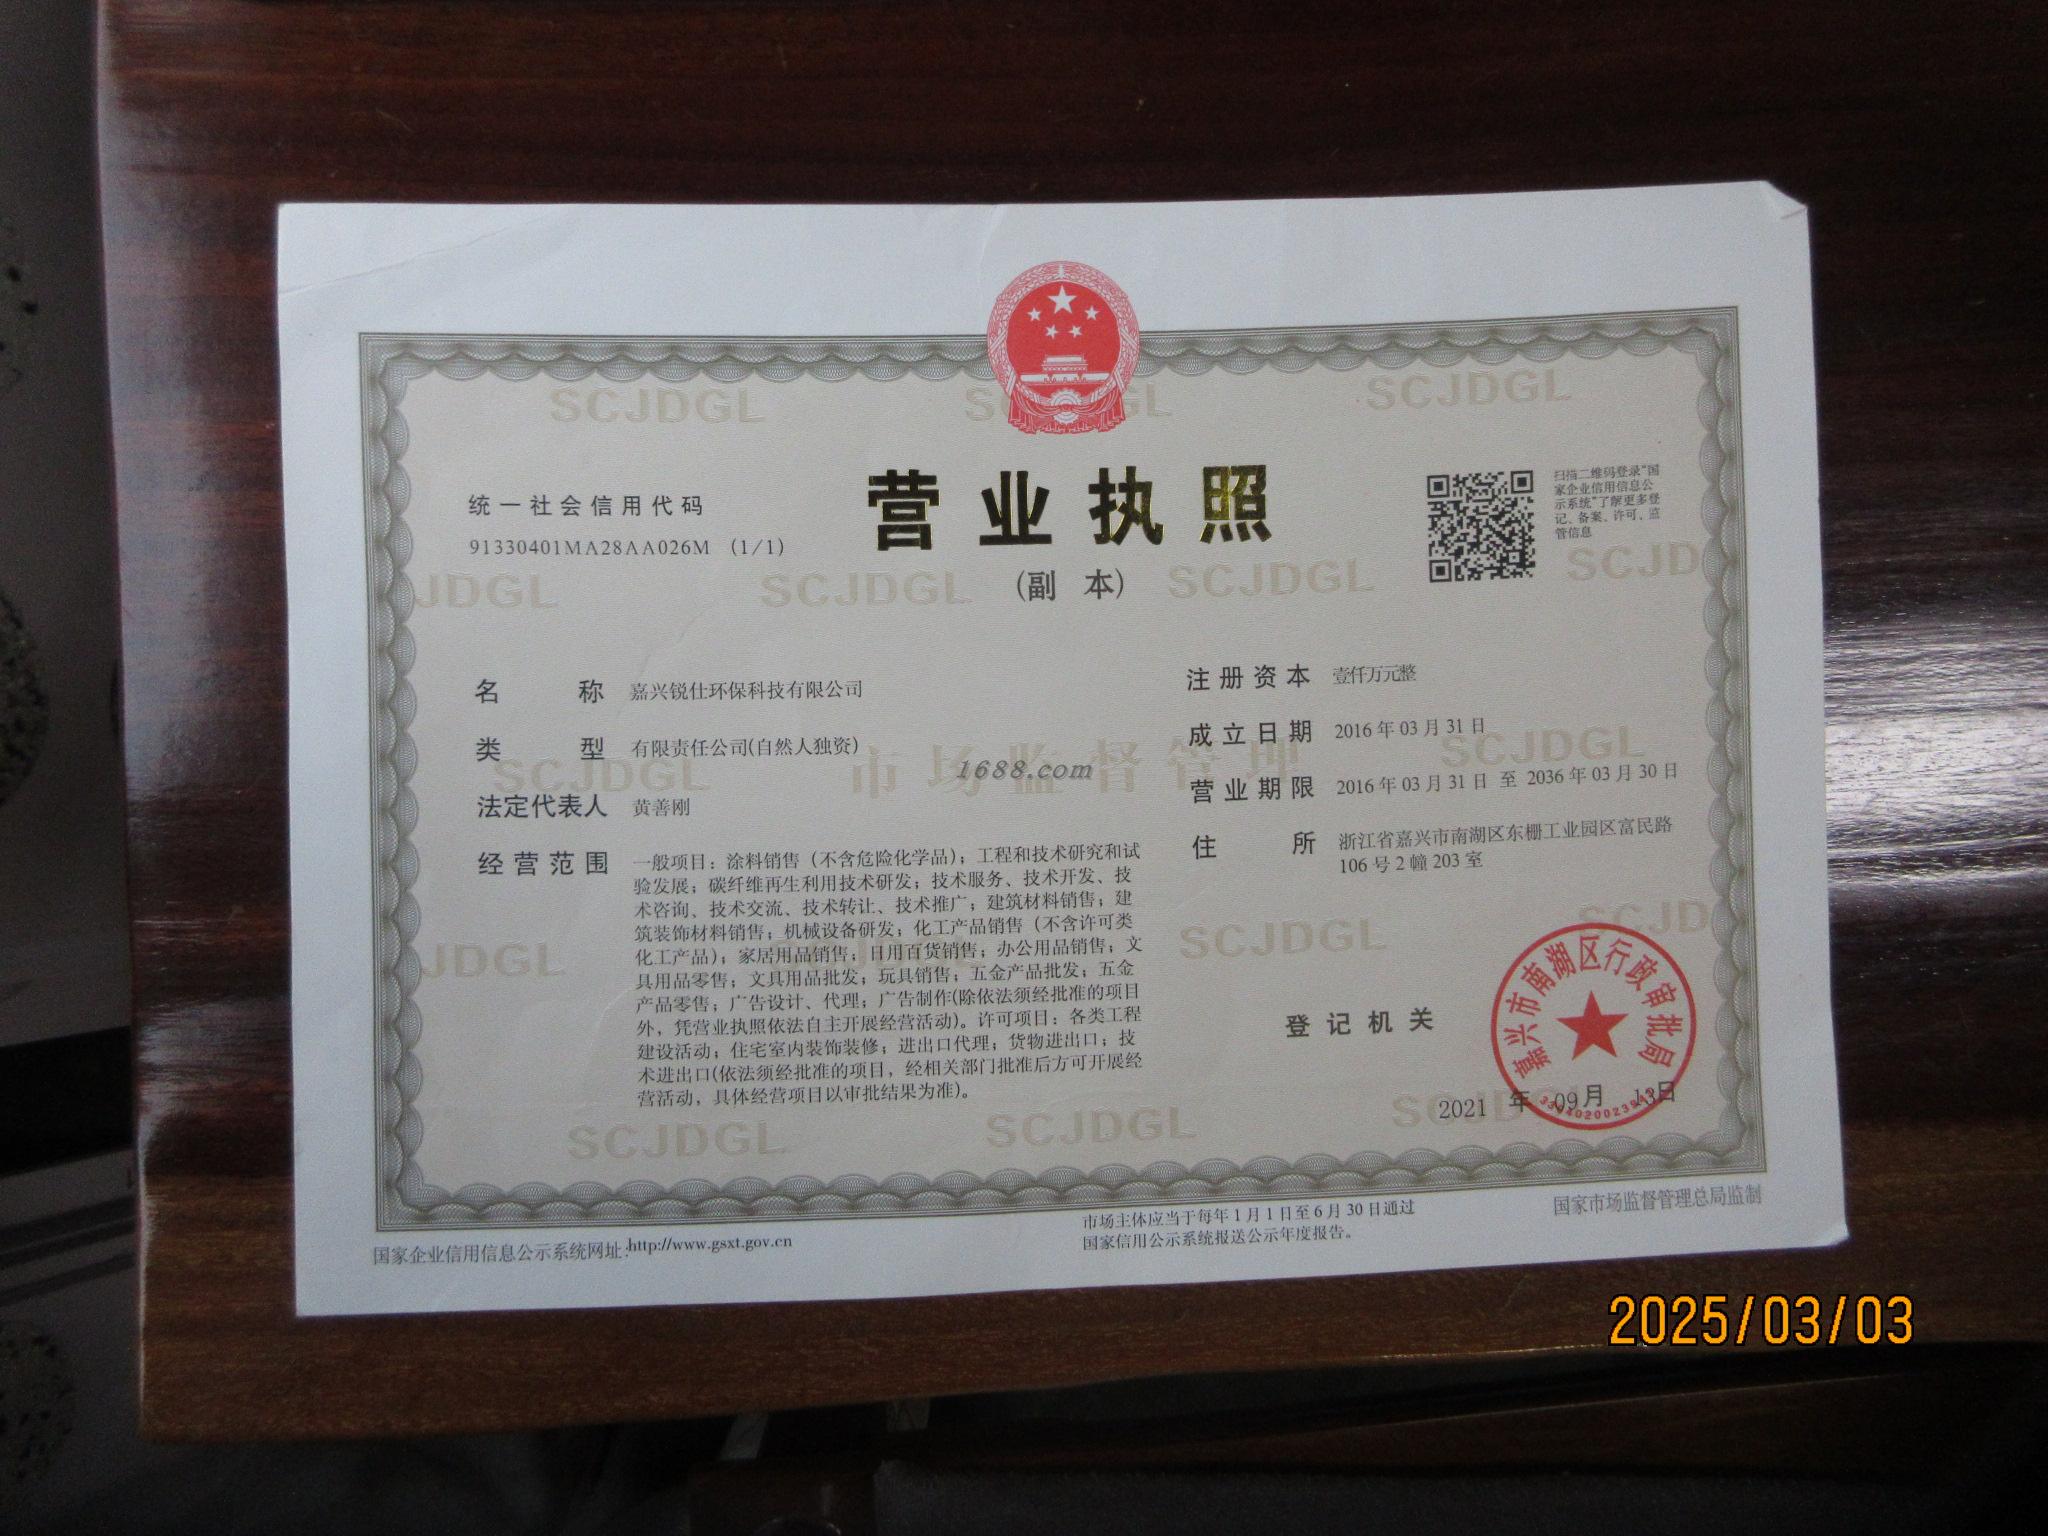 营业执照
(副 本)
统一社会信用代码
91330401MA28AA026M (1/1)
扫描二维码登录“国
家企业信用信息公
示系统”了解更多登
记、备案、许可、监
管信息
名 称 嘉兴锐仕环保科技有限公司
类 型 有限责任公司(自然人独资)
法定代表人 黄善刚
经营范围 一般项目：涂料销售（不含危险化学品）；工程和技术研究和试
验发展；碳纤维再生利用技术研发；技术服务、技术开发、技
术咨询、技术交流、技术转让、技术推广；建筑材料销售；建
筑装饰材料销售；机械设备研发；化工产品销售（不含许可类
化工产品）；家居用品销售；日用百货销售；办公用品销售；文
具用品零售；文具用品批发；玩具销售；五金产品批发；五金
产品零售；广告设计、代理；广告制作(除依法须经批准的项目
外，凭营业执照依法自主开展经营活动)。许可项目：各类工程
建设活动；住宅室内装饰装修；进出口代理；货物进出口；技
术进出口(依法须经批准的项目，经相关部门批准后方可开展经
营活动，具体经营项目以审批结果为准)。
注册资本 壹仟万元整
成立日期 2016年03月31日
营业期限 2016年03月31日 至 2036年03月30日
住 所 浙江省嘉兴市南湖区东栅工业园区富民路
106号2幢203室
1688.com
市场监督管理
SCJDGL
登记机关
嘉兴市南湖区行政审批局
2021 年 09月 13日
国家企业信用信息公示系统网址:http://www.gsxt.gov.cn
市场主体应当于每年1月1日至6月30日通过
国家信用公示系统报送公示年度报告。
国家市场监督管理总局监制
2025/03/03